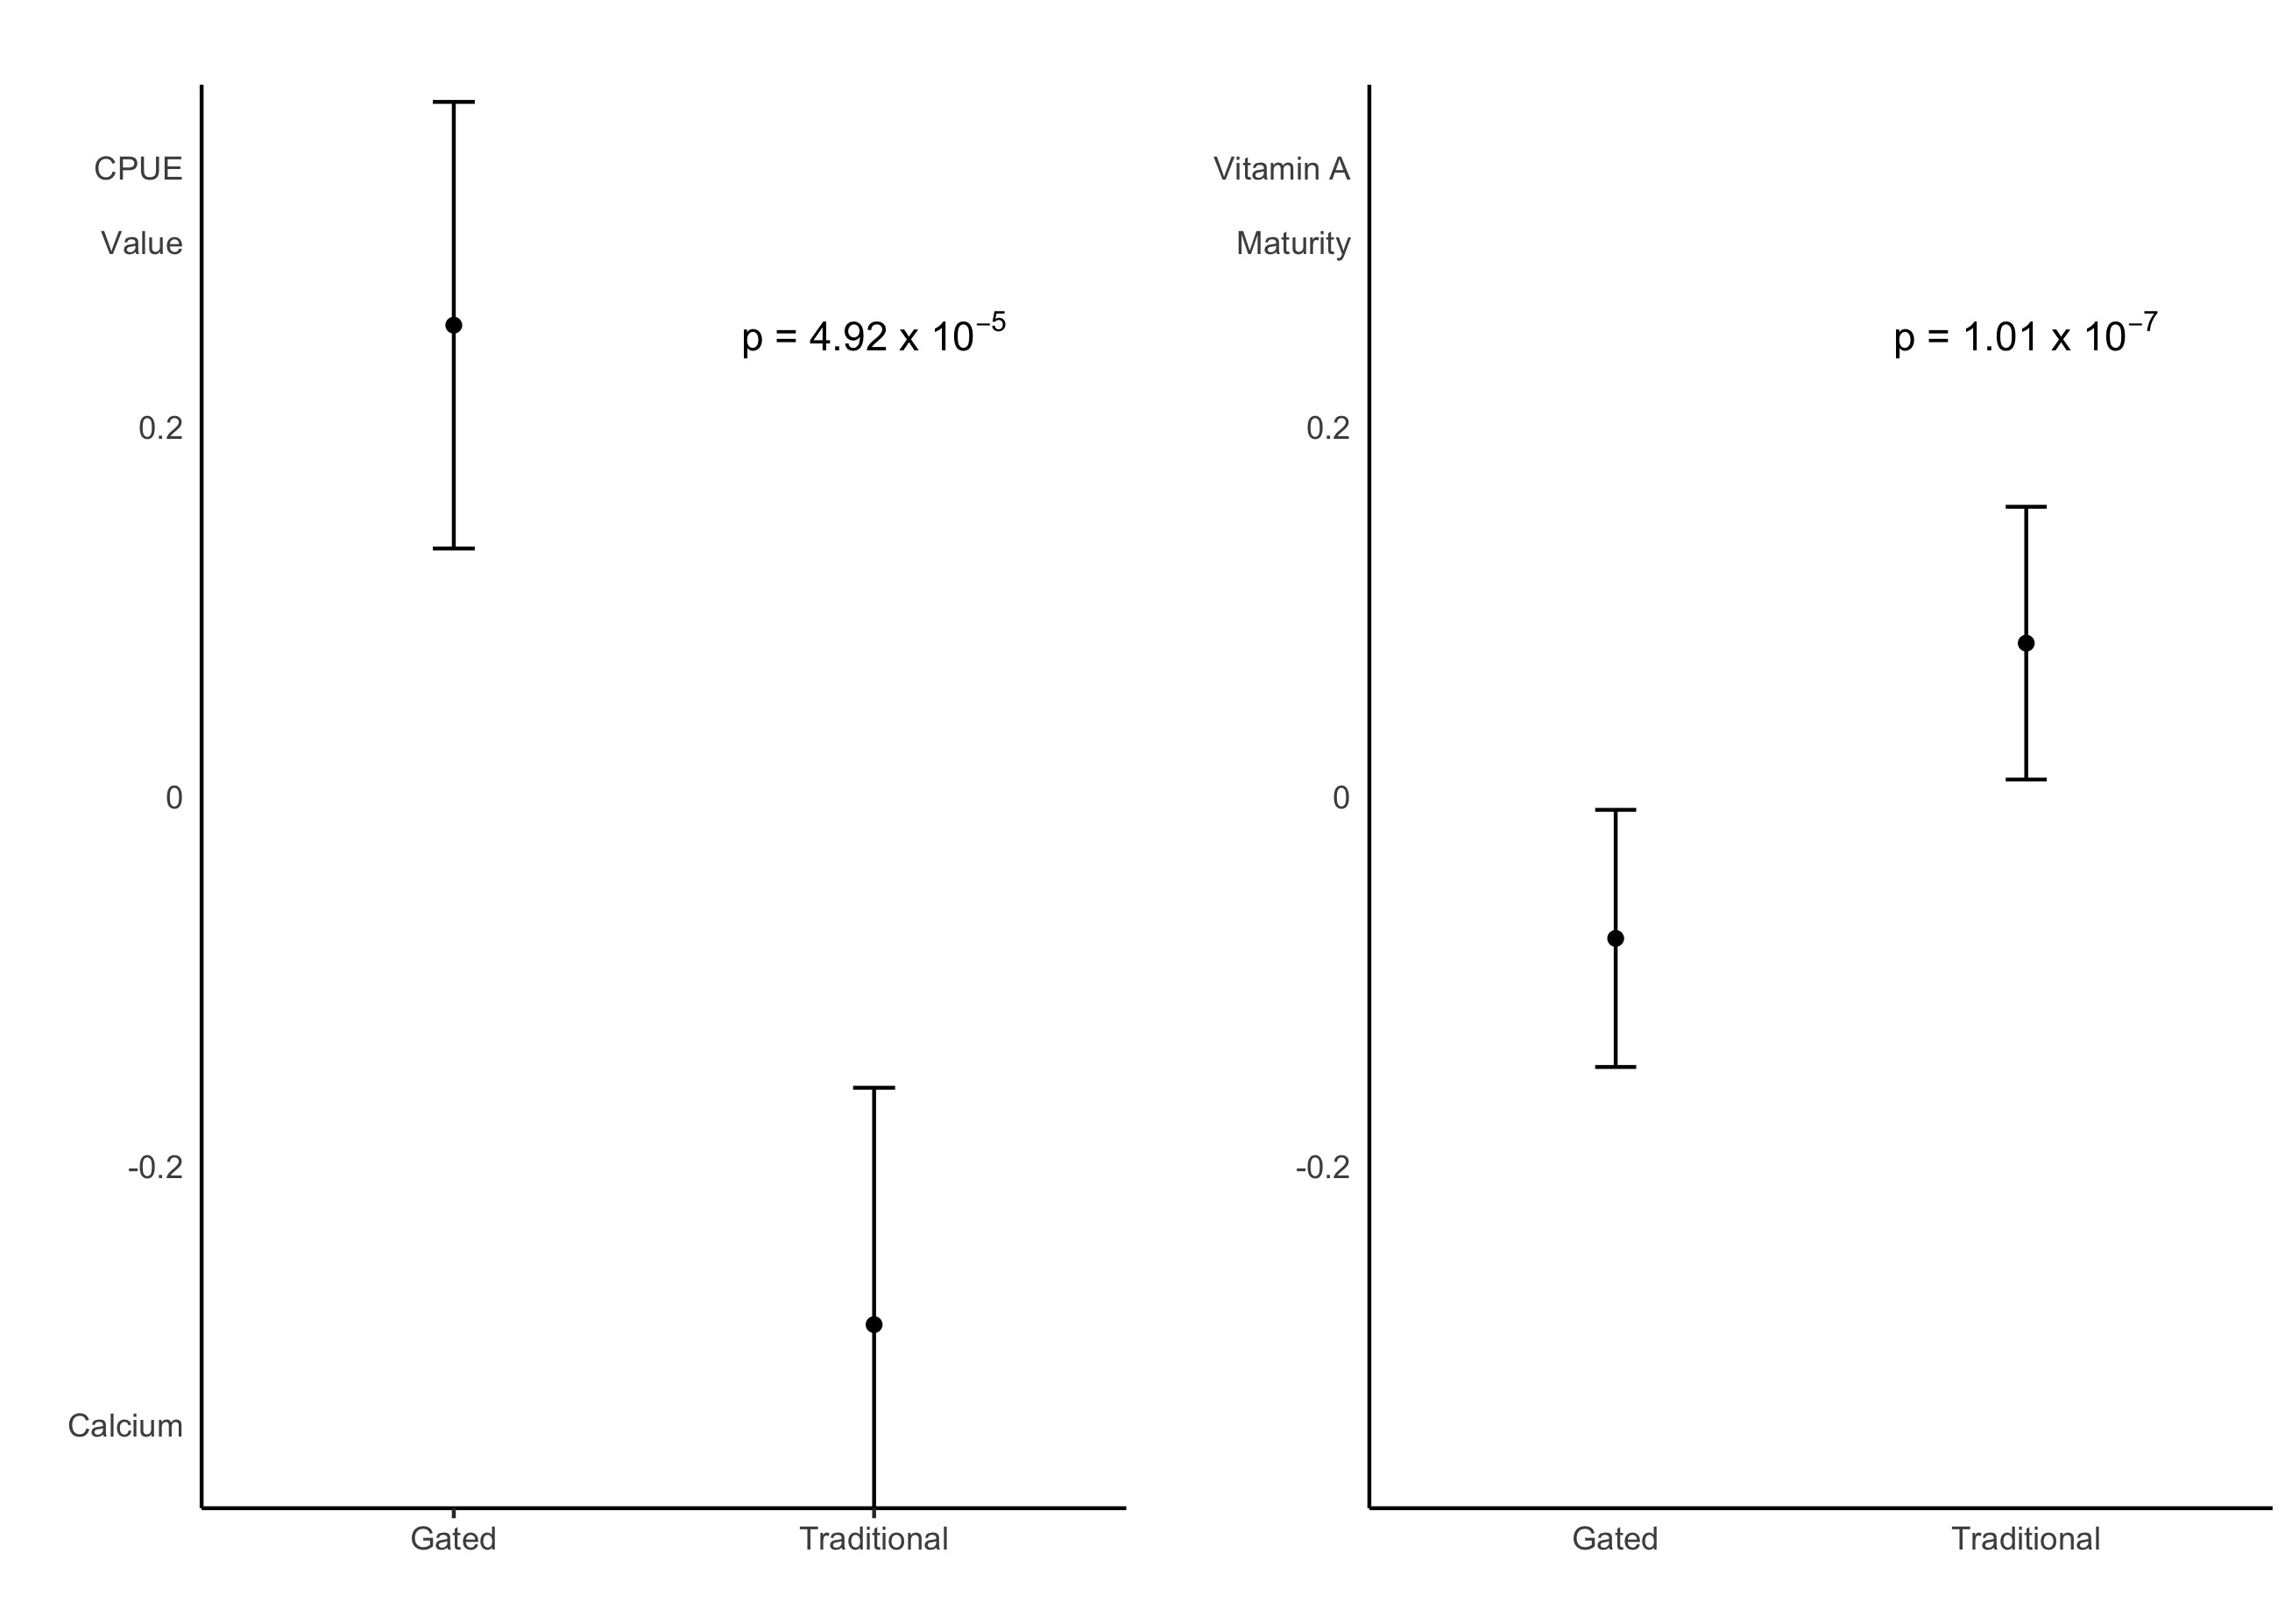 CPUE
Value
p = 4.92 x 10⁻⁵
0.2
0
-0.2
Calcium
Gated Traditional
Vitamin A
Maturity
p = 1.01 x 10⁻⁷
0.2
0
-0.2
Gated Traditional